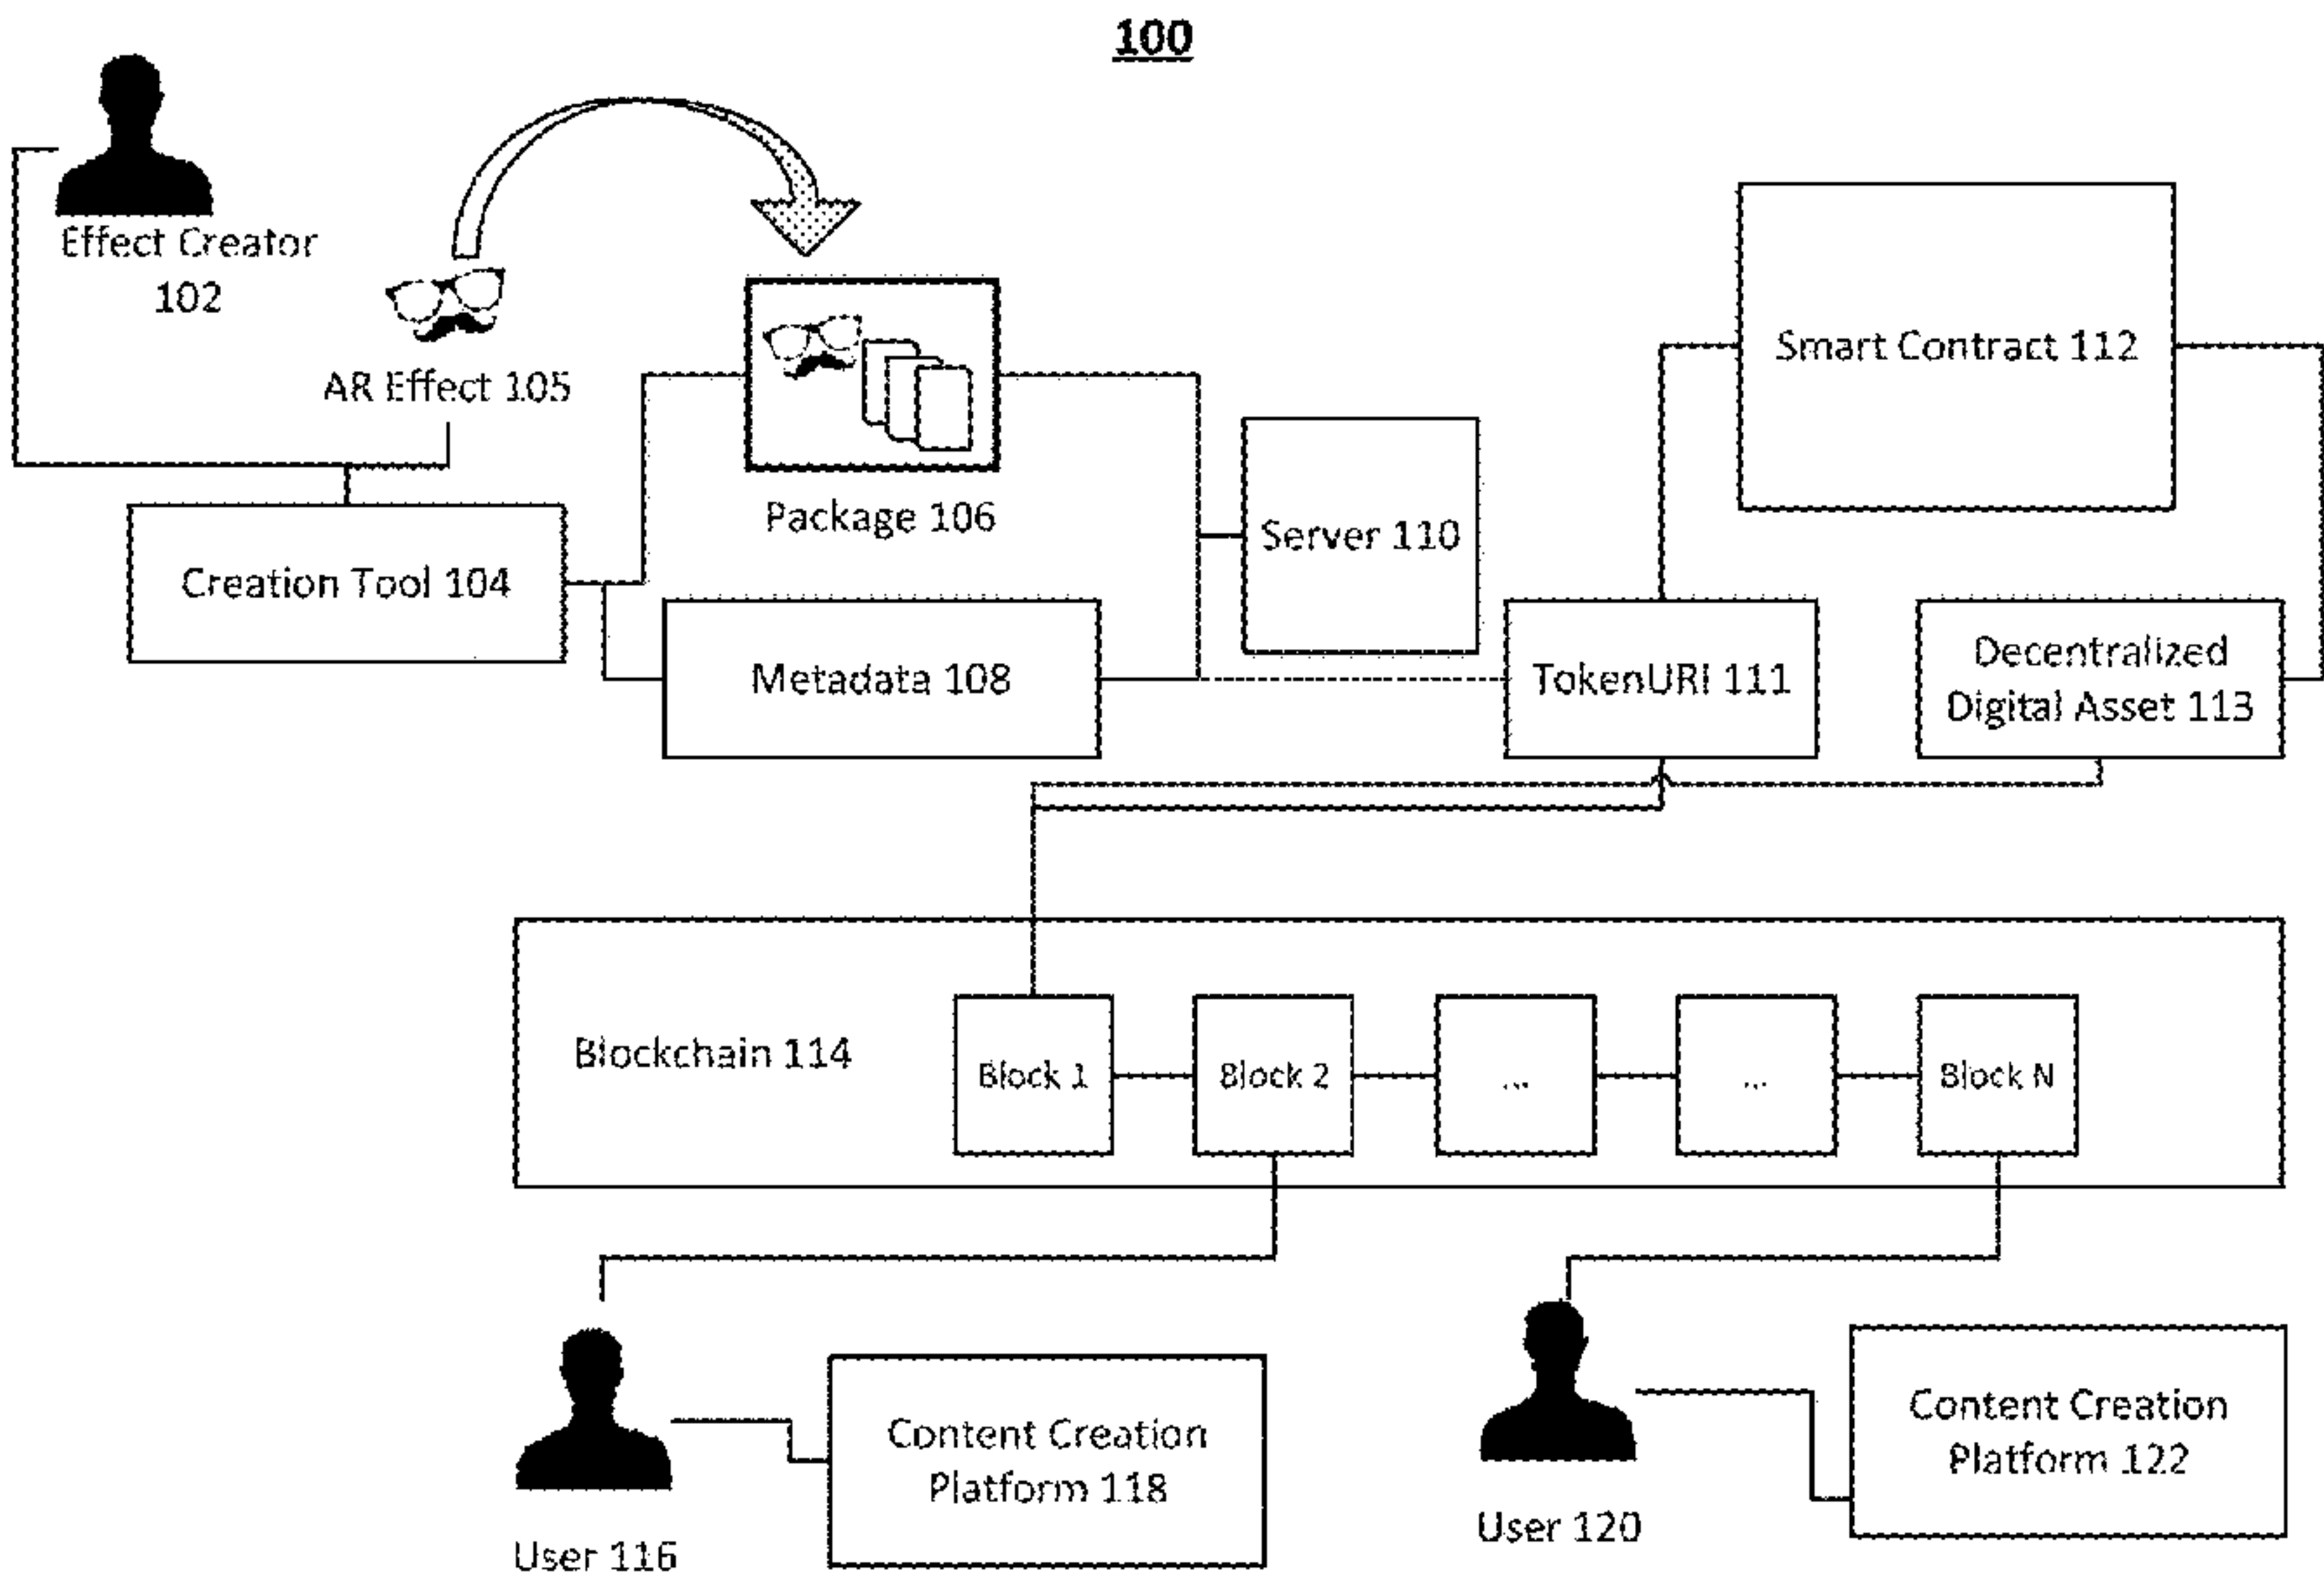 100
Effect Creator
102
AR Effect 105
Smart Contract 112
Package 106
Server 110
Creation Tool 104
Metadata 108
TokenURI 111
Decentralized
Digital Asset 113
Blockchain 114
Block 1
Block 2
...
...
Block N
User 116
Content Creation
Platform 118
User 120
Content Creation
Platform 122